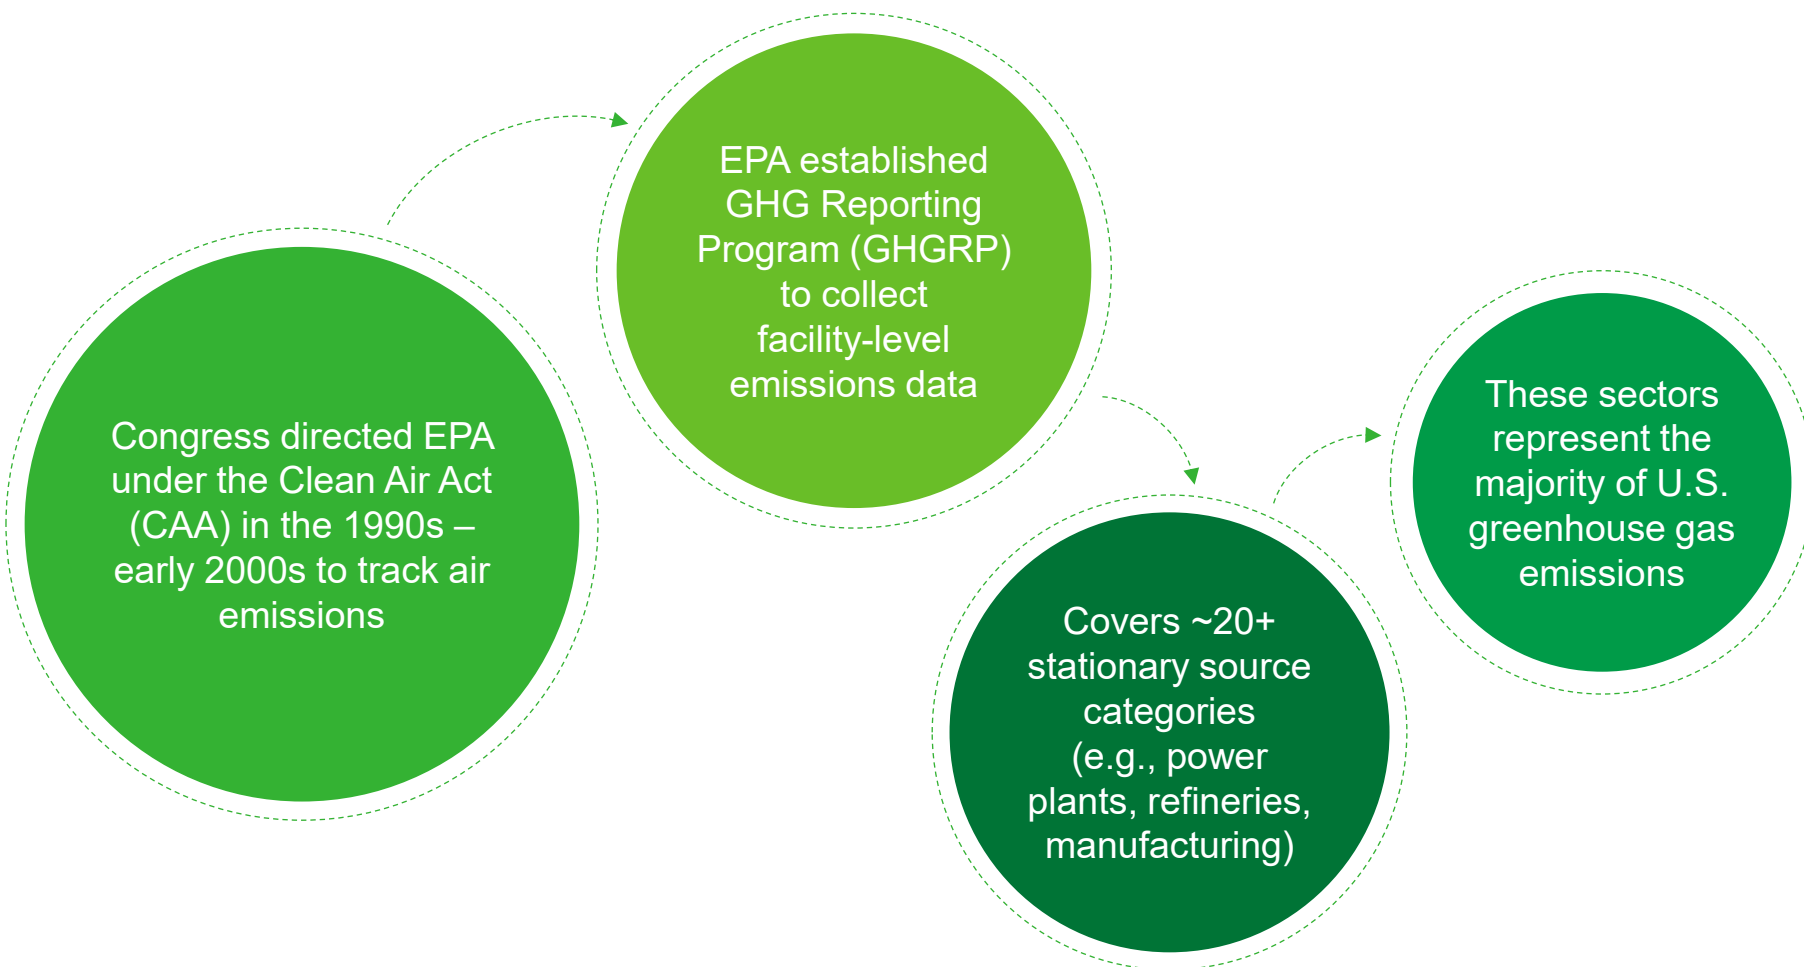 Congress directed EPA
under the Clean Air Act
(CAA) in the 1990s –
early 2000s to track air
emissions
EPA established
GHG Reporting
Program (GHGRP)
to collect
facility-level
emissions data
Covers ~20+
stationary source
categories
(e.g., power
plants, refineries,
manufacturing)
These sectors
represent the
majority of U.S.
greenhouse gas
emissions